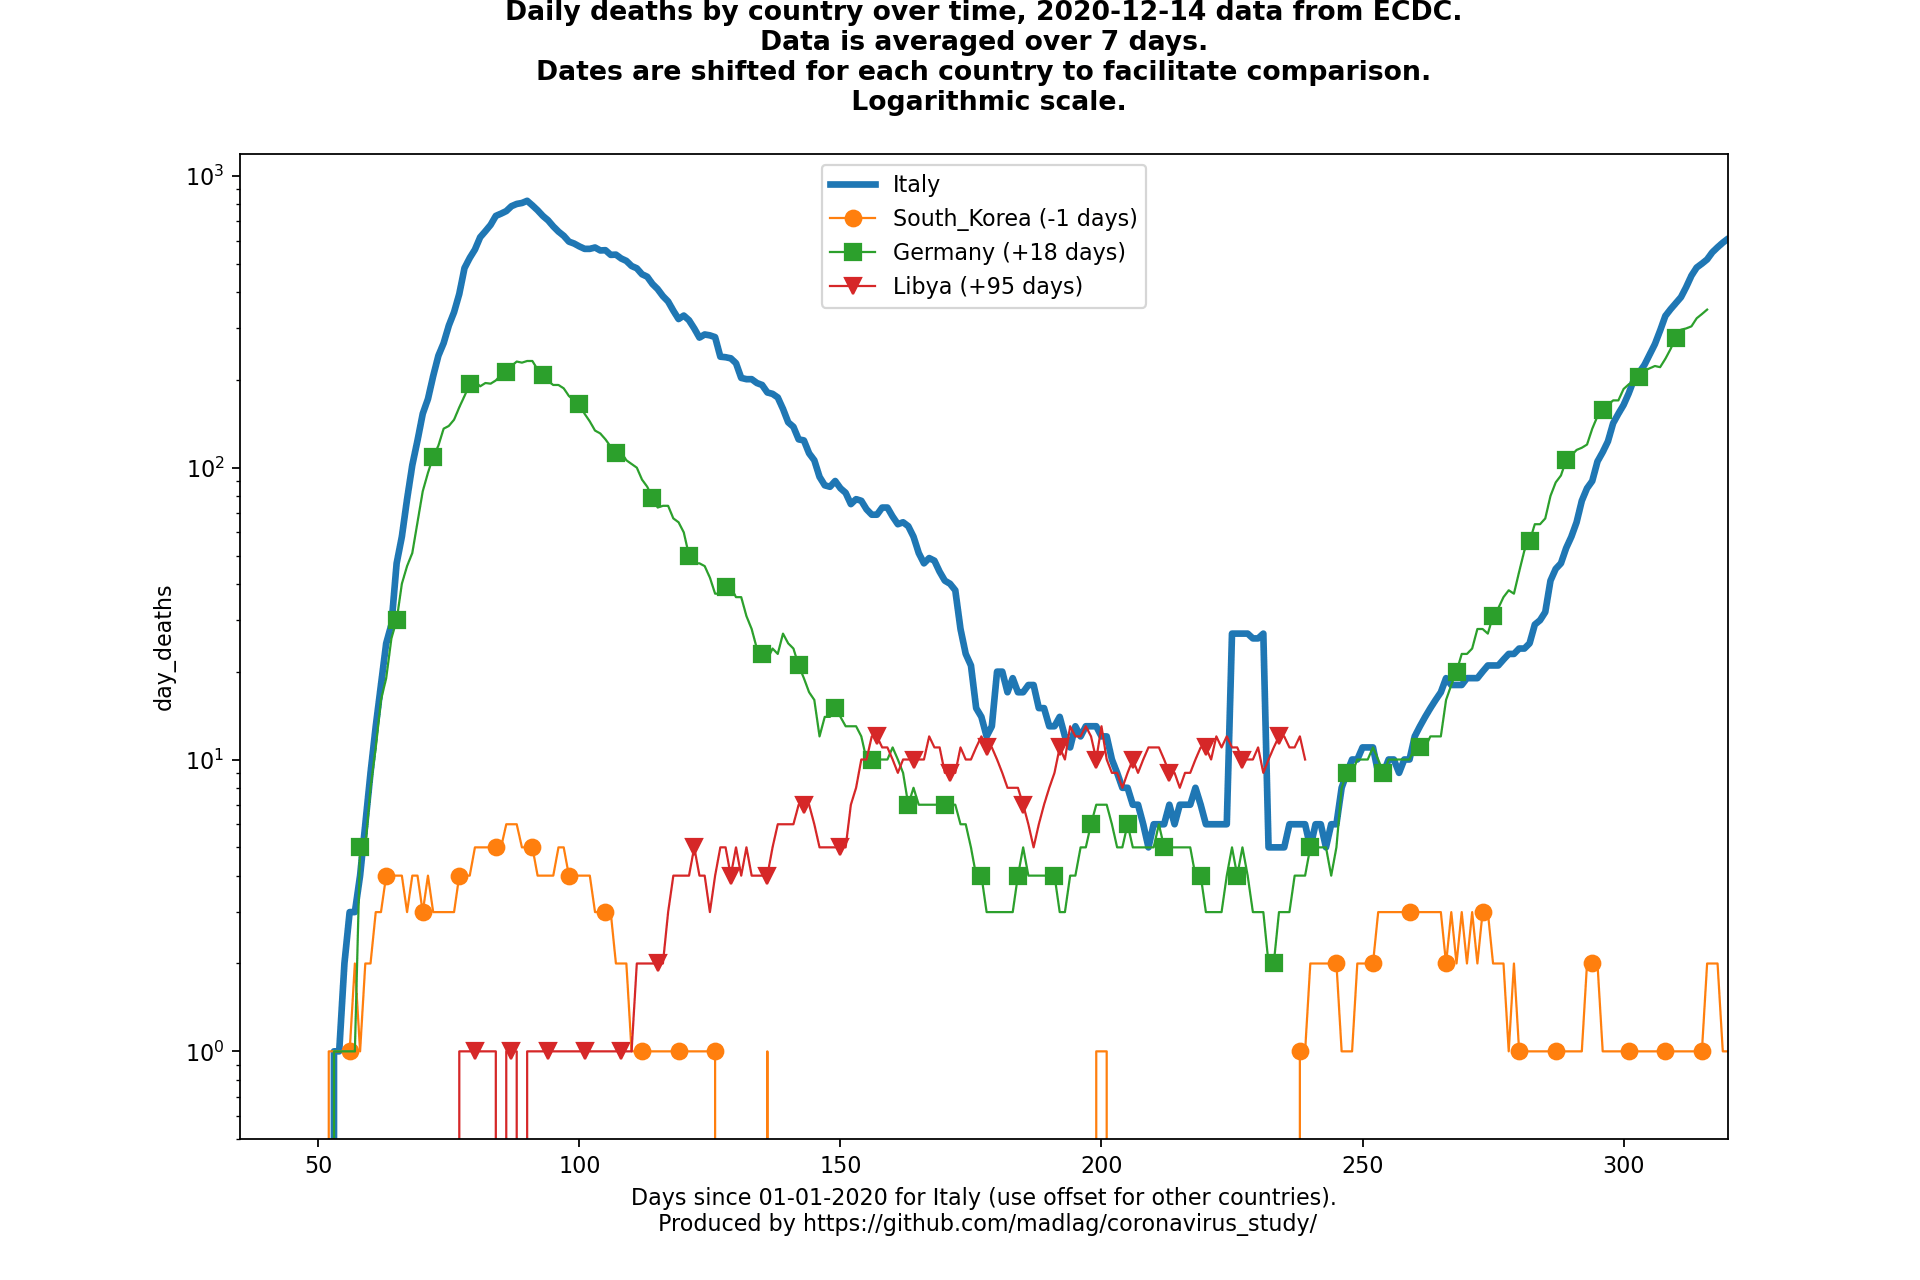 Daily deaths by country over time, 2020-12-14 data from ECDC.
Data is averaged over 7 days.
Dates are shifted for each country to facilitate comparison.
Logarithmic scale.
10³
Italy
South_Korea (-1 days)
Germany (+18 days)
Libya (+95 days)
10²
day_deaths
10¹
10⁰
50 100 150 200 250 300
Days since 01-01-2020 for Italy (use offset for other countries).
Produced by https://github.com/madlag/coronavirus_study/